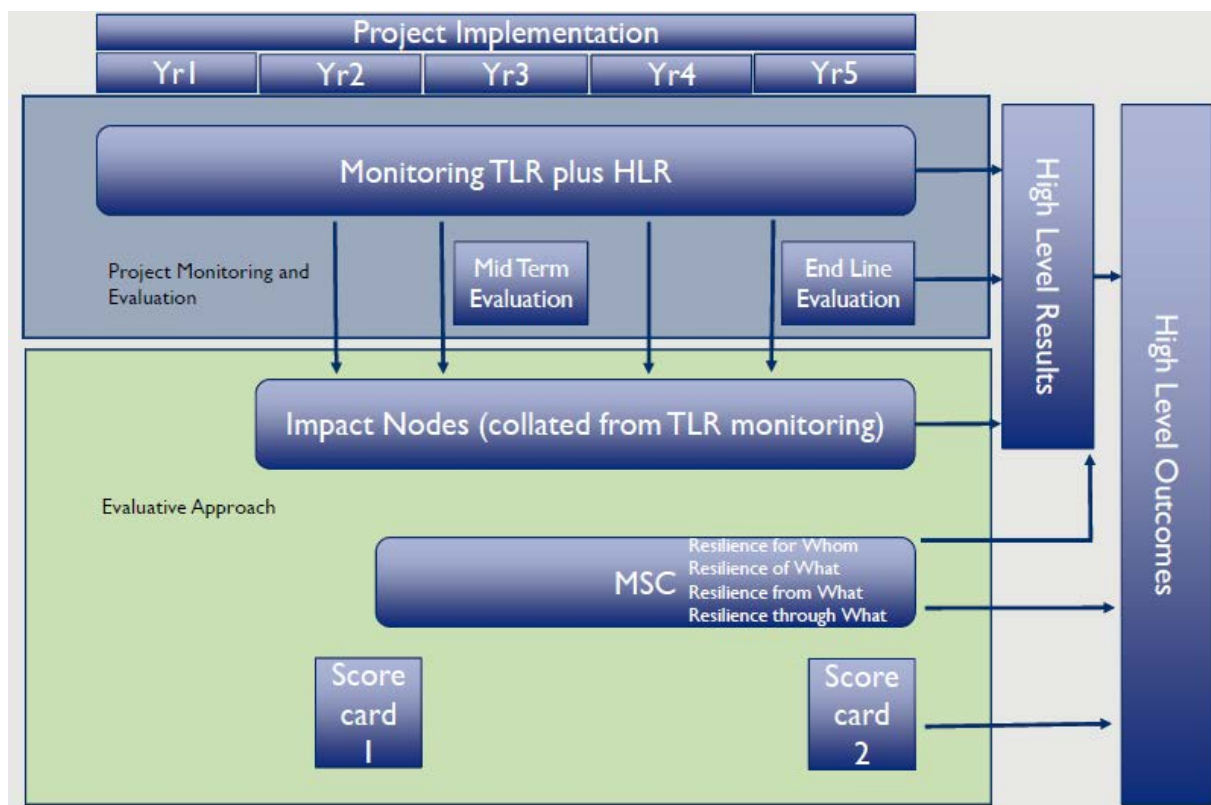 Project Implementation
Yr1
Yr2
Yr3
Yr4
Yr5
Monitoring TLR plus HLR
Project Monitoring and
Evaluation
Mid Term
Evaluation
End Line
Evaluation
High Level Results
High Level Outcomes
Impact Nodes (collated from TLR monitoring)
Evaluative Approach
MSC
Resilience for Whom
Resilience of What
Resilience from What
Resilience through What
Score
card
1
Score
card
2